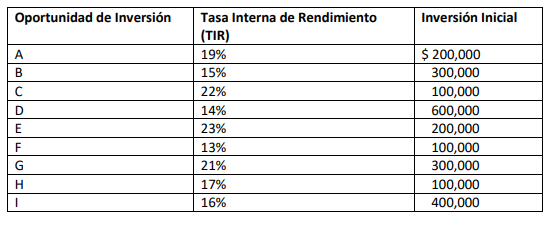 Oportunidad de Inversión Tasa Interna de Rendimiento (TIR) Inversión Inicial
A 19% $ 200,000
B 15% 300,000
C 22% 100,000
D 14% 600,000
E 23% 200,000
F 13% 100,000
G 21% 300,000
H 17% 100,000
I 16% 400,000